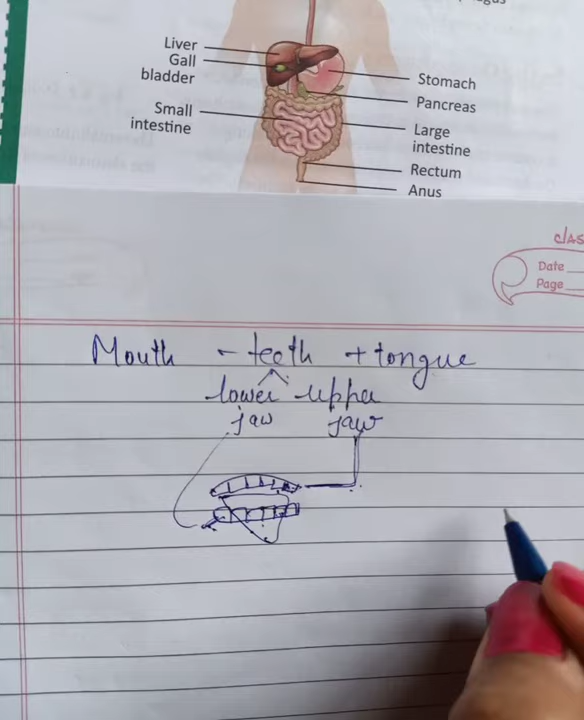 Liver
Gall
bladder
Stomach
Pancreas
Small
intestine
Large
intestine
Rectum
Anus
Date
Page
Mouth - teeth + tongue
lower upper
jaw jaw